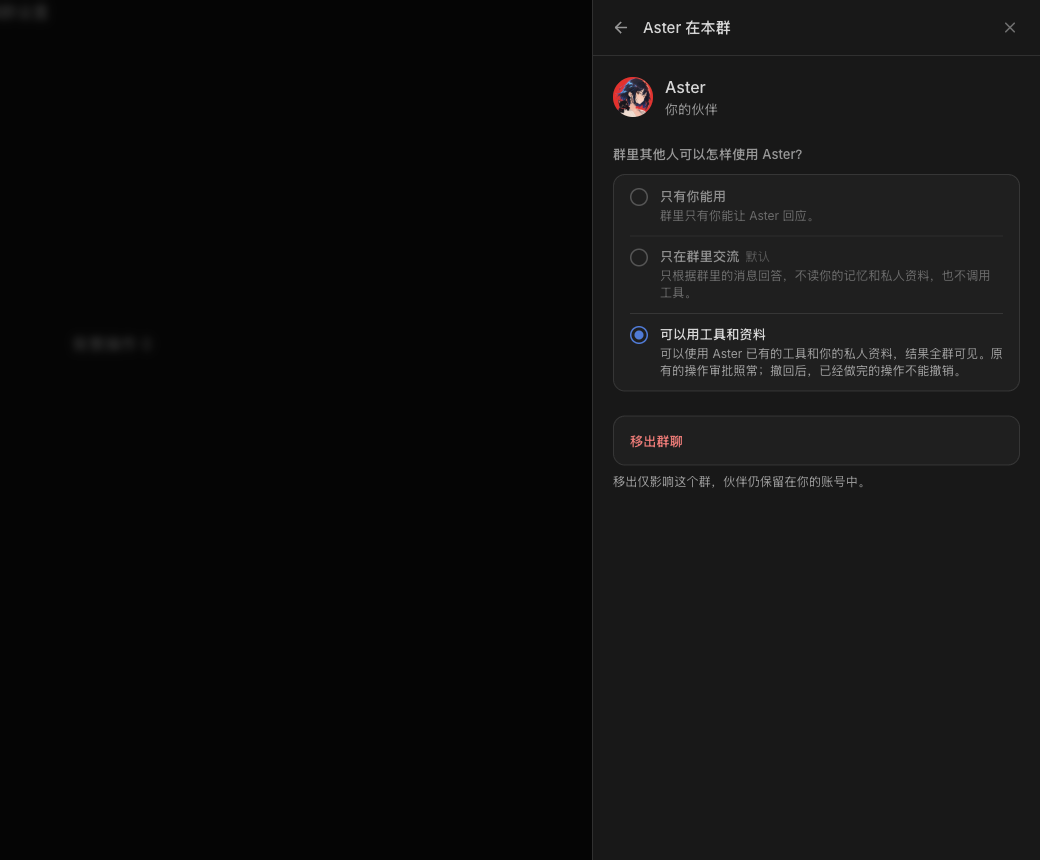 Aster 在本群
Aster
你的伙伴
群里其他人可以怎样使用 Aster?
只有你能用
群里只有你能让 Aster 回应。
只在群里交流 默认
只根据群里的消息回答，不读你的记忆和私人资料，也不调用
工具。
可以用工具和资料
可以使用 Aster 已有的工具和你的私人资料，结果全群可见。原
有的操作审批照常；撤回后，已经做完的操作不能撤销。
移出群聊
移出仅影响这个群，伙伴仍保留在你的账号中。